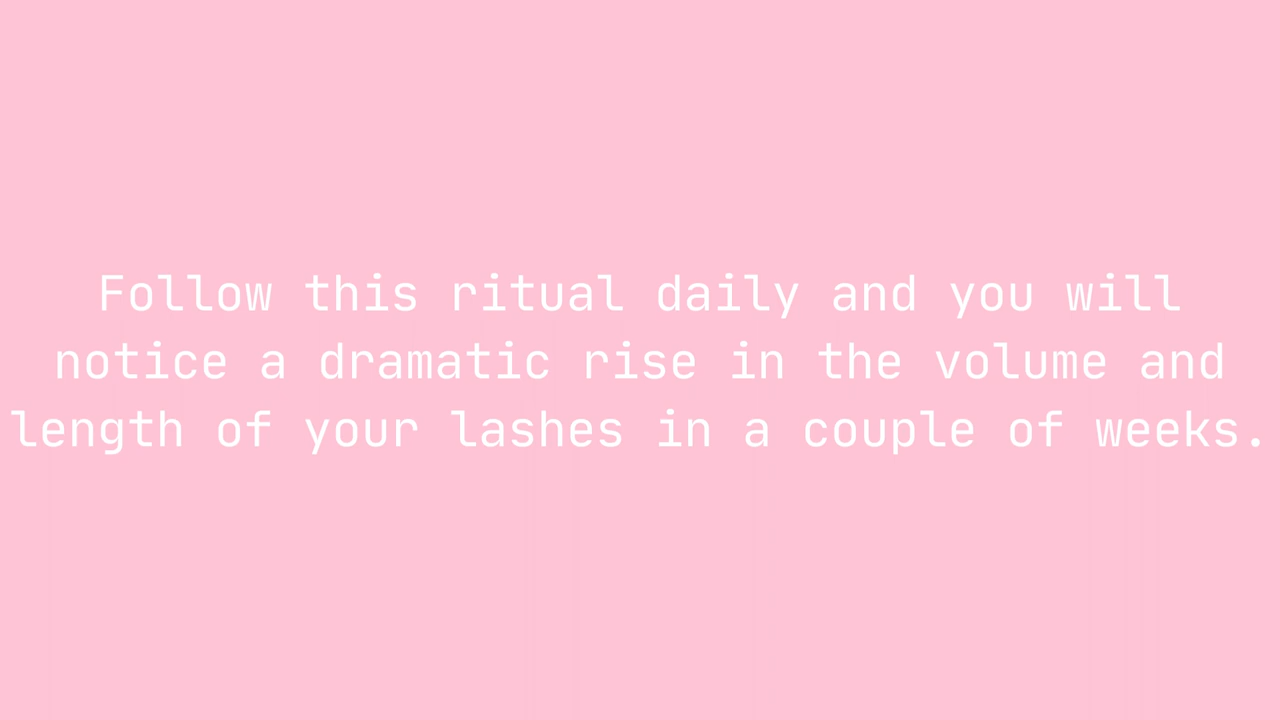 Follow this ritual daily and you will
notice a dramatic rise in the volume and
length of your lashes in a couple of weeks.